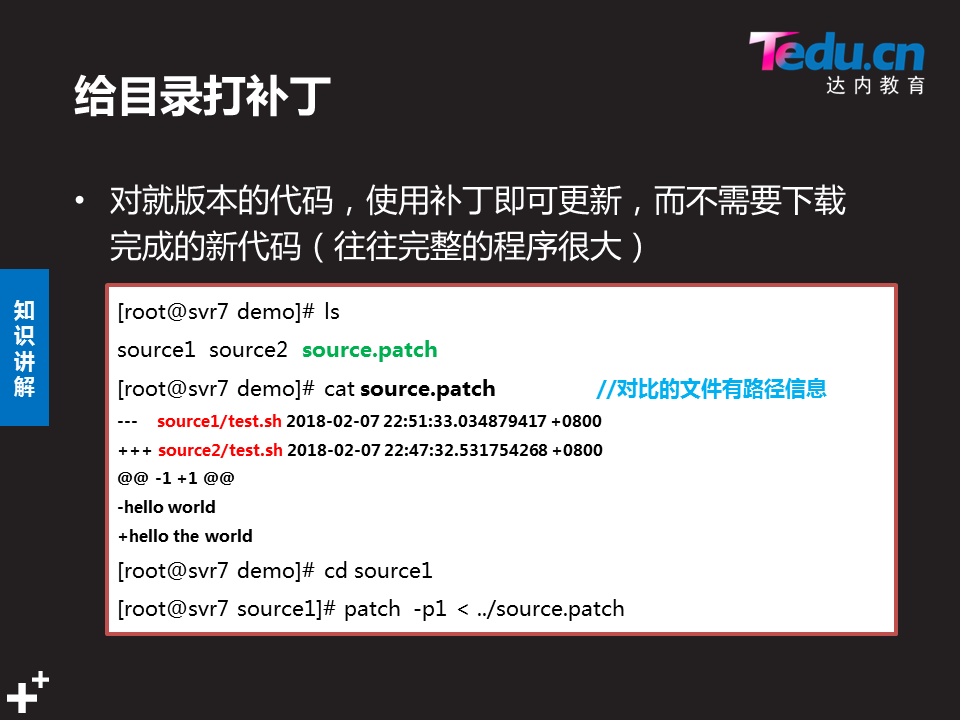 Tedu.cn
达内教育
给目录打补丁
• 对就版本的代码，使用补丁即可更新，而不需要下载
完成的新代码（往往完整的程序很大）
知识讲解
[root@svr7 demo]# ls
source1 source2 source.patch
[root@svr7 demo]# cat source.patch //对比的文件有路径信息
--- source1/test.sh 2018-02-07 22:51:33.034879417 +0800
+++ source2/test.sh 2018-02-07 22:47:32.531754268 +0800
@@ -1 +1 @@
-hello world
+hello the world
[root@svr7 demo]# cd source1
[root@svr7 source1]# patch -p1 < ../source.patch